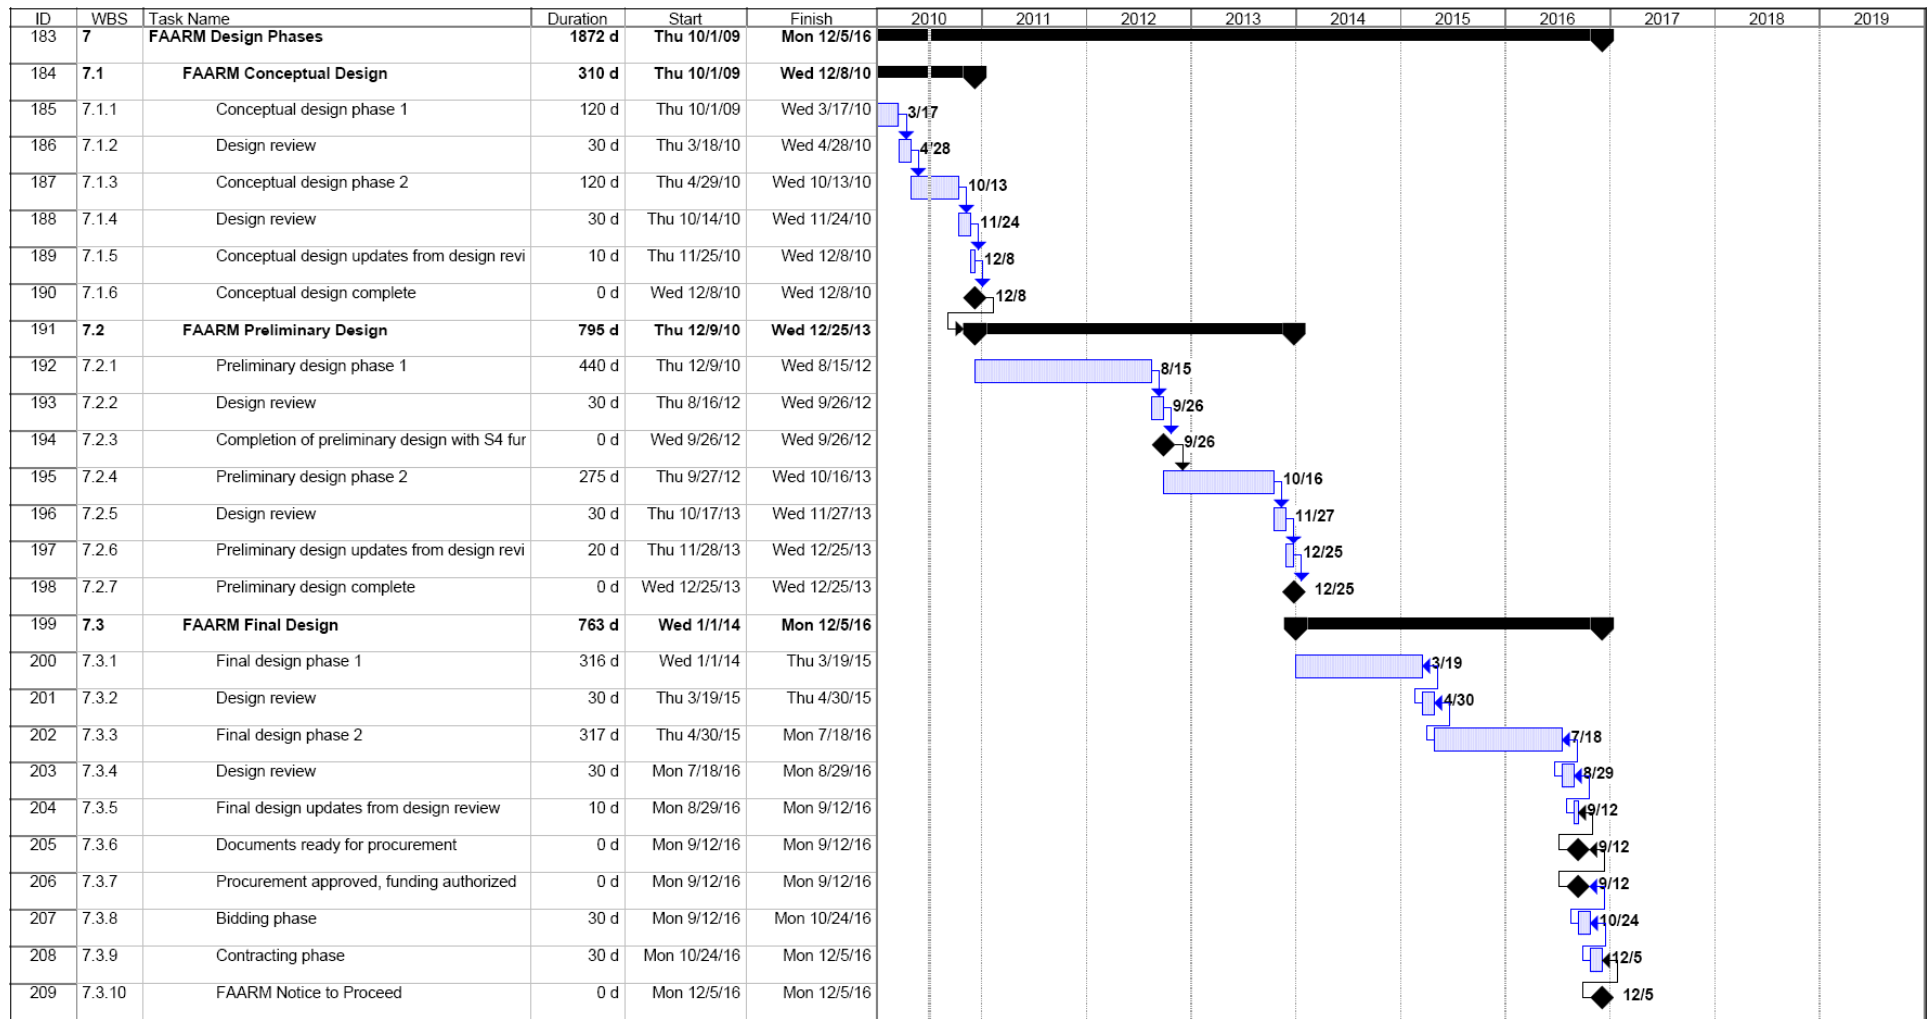 ID WBS Task Name Duration Start Finish 2010 2011 2012 2013 2014 2015 2016 2017 2018 2019
183 7 FAARM Design Phases 1872 d Thu 10/1/09 Mon 12/5/16
184 7.1 FAARM Conceptual Design 310 d Thu 10/1/09 Wed 12/8/10
185 7.1.1 Conceptual design phase 1 120 d Thu 10/1/09 Wed 3/17/10 3/17
186 7.1.2 Design review 30 d Thu 3/18/10 Wed 4/28/10 4/28
187 7.1.3 Conceptual design phase 2 120 d Thu 4/29/10 Wed 10/13/10 10/13
188 7.1.4 Design review 30 d Thu 10/14/10 Wed 11/24/10 11/24
189 7.1.5 Conceptual design updates from design revi 10 d Thu 11/25/10 Wed 12/8/10 12/8
190 7.1.6 Conceptual design complete 0 d Wed 12/8/10 Wed 12/8/10 12/8
191 7.2 FAARM Preliminary Design 795 d Thu 12/9/10 Wed 12/25/13
192 7.2.1 Preliminary design phase 1 440 d Thu 12/9/10 Wed 8/15/12 8/15
193 7.2.2 Design review 30 d Thu 8/16/12 Wed 9/26/12 9/26
194 7.2.3 Completion of preliminary design with S4 fur 0 d Wed 9/26/12 Wed 9/26/12 9/26
195 7.2.4 Preliminary design phase 2 275 d Thu 9/27/12 Wed 10/16/13 10/16
196 7.2.5 Design review 30 d Thu 10/17/13 Wed 11/27/13 11/27
197 7.2.6 Preliminary design updates from design revi 20 d Thu 11/28/13 Wed 12/25/13 12/25
198 7.2.7 Preliminary design complete 0 d Wed 12/25/13 Wed 12/25/13 12/25
199 7.3 FAARM Final Design 763 d Wed 1/1/14 Mon 12/5/16
200 7.3.1 Final design phase 1 316 d Wed 1/1/14 Thu 3/19/15 3/19
201 7.3.2 Design review 30 d Thu 3/19/15 Thu 4/30/15 4/30
202 7.3.3 Final design phase 2 317 d Thu 4/30/15 Mon 7/18/16 7/18
203 7.3.4 Design review 30 d Mon 7/18/16 Mon 8/29/16 8/29
204 7.3.5 Final design updates from design review 10 d Mon 8/29/16 Mon 9/12/16 9/12
205 7.3.6 Documents ready for procurement 0 d Mon 9/12/16 Mon 9/12/16 9/12
206 7.3.7 Procurement approved, funding authorized 0 d Mon 9/12/16 Mon 9/12/16 9/12
207 7.3.8 Bidding phase 30 d Mon 9/12/16 Mon 10/24/16 10/24
208 7.3.9 Contracting phase 30 d Mon 10/24/16 Mon 12/5/16 12/5
209 7.3.10 FAARM Notice to Proceed 0 d Mon 12/5/16 Mon 12/5/16 12/5